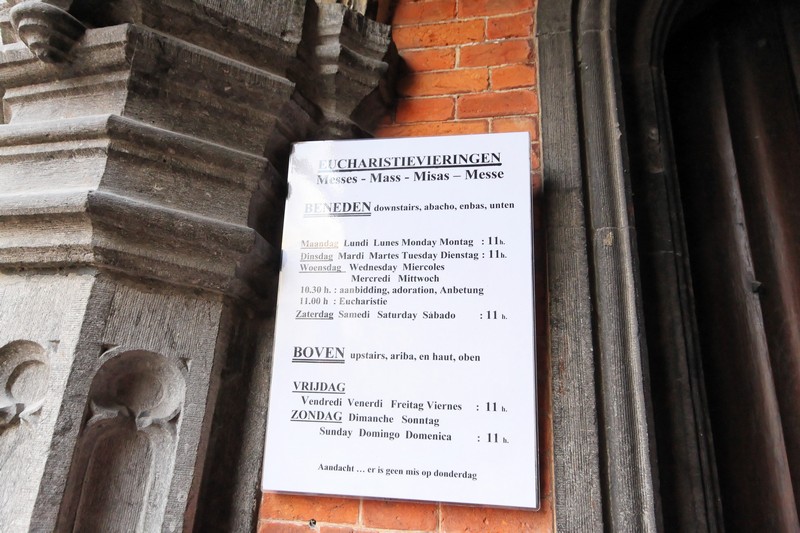 EUCHARISTIEVIERINGEN
Messes - Mass - Misas – Messe
BENEDEN downstairs, abacho, enbas, unten
Maandag Lundi Lunes Monday Montag : 11 h.
Dinsdag Mardi Martes Tuesday Dienstag : 11 h.
Woensdag Wednesday Miercoles
Mercredi Mittwoch
10.30 h. : aanbidding, adoration, Anbetung
11.00 h : Eucharistie
Zaterdag Samedi Saturday Sábado : 11 h.
BOVEN upstairs, ariba, en haut, oben
VRIJDAG
Vendredi Venerdi Freitag Viernes : 11 h.
ZONDAG Dimanche Sonntag
Sunday Domingo Domenica : 11 h.
Aandacht ... er is geen mis op donderdag